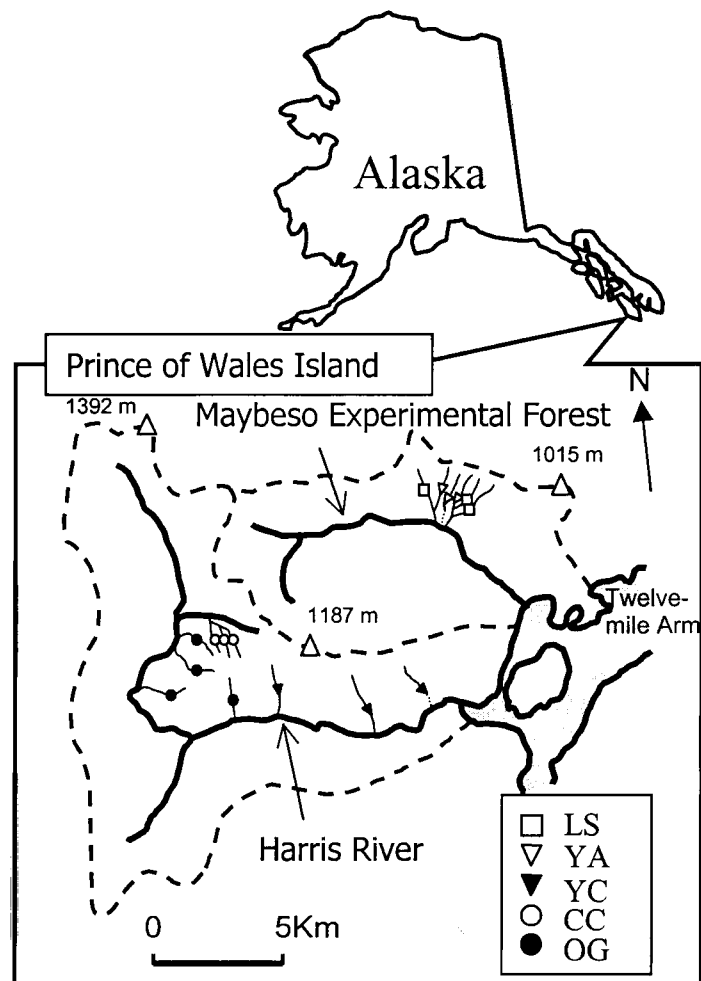 Alaska
Prince of Wales Island
N
1392 m
Maybeso Experimental Forest
1015 m
1187 m
Twelve-
mile Arm
Harris River
0 5Km
LS
YA
YC
CC
OG